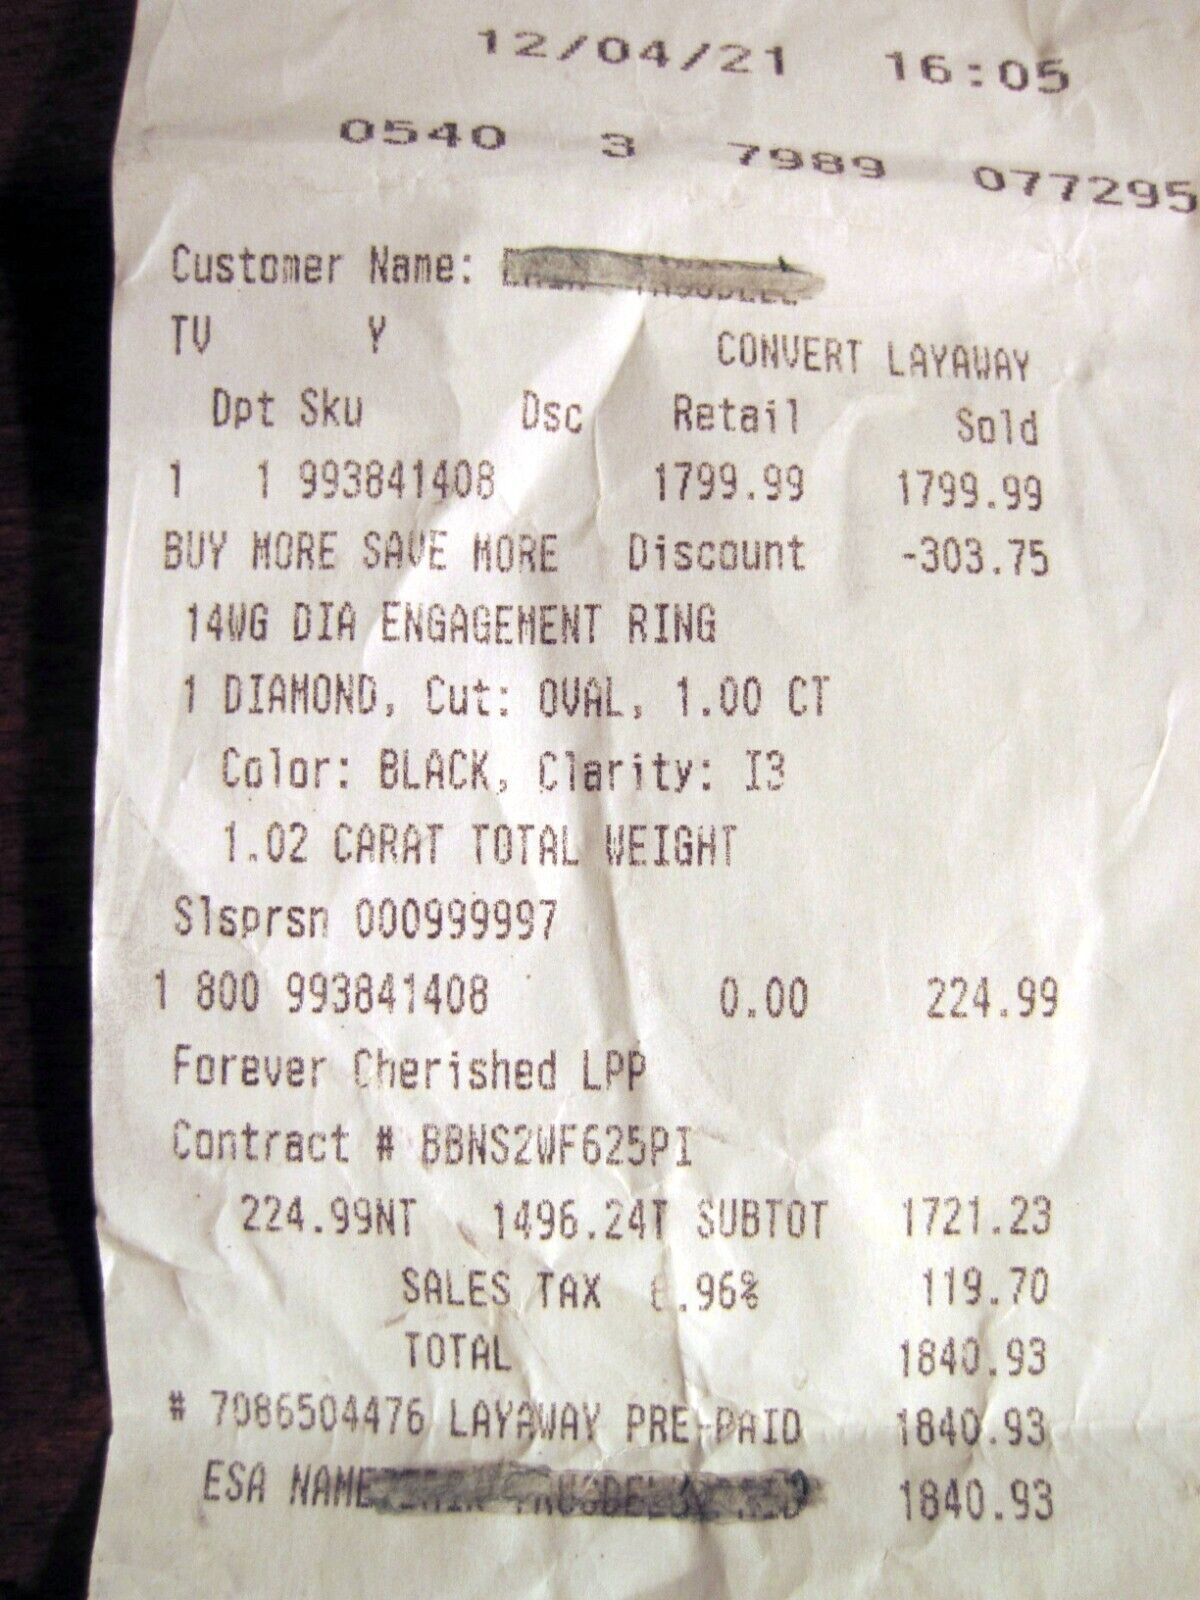 12/04/21 16:05
0540 3 7989 077295
Customer Name:
TV Y CONVERT LAYAWAY
Dpt Sku Dsc Retail Sold
1 1 993841408 1799.99 1799.99
BUY MORE SAVE MORE Discount -303.75
14WG DIA ENGAGEMENT RING
1 DIAMOND, Cut: OVAL, 1.00 CT
Color: BLACK, Clarity: I3
1.02 CARAT TOTAL WEIGHT
Slsprsn 000999997
1 800 993841408 0.00 224.99
Forever Cherished LPP
Contract # BBNS2WF625PI
224.99NT 1496.24T SUBTOT 1721.23
SALES TAX .96% 119.70
TOTAL 1840.93
# 7086504476 LAYAWAY PRE-PAID 1840.93
ESA NAME 1840.93